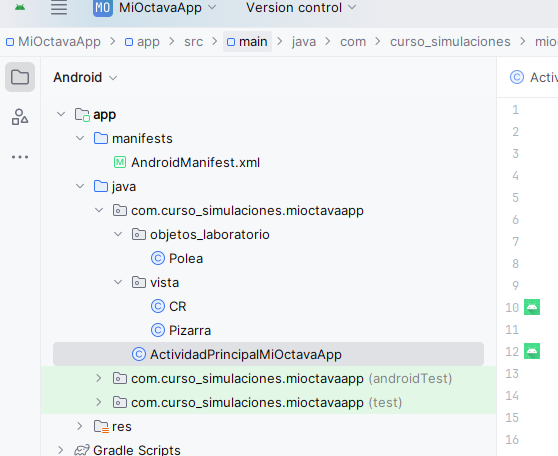 MO MiOctavaApp Version control
MiOctavaApp > app > src > main > java > com > curso_simulaciones > mio
Android
Activ
app
manifests
AndroidManifest.xml
java
com.curso_simulaciones.mioctavaapp
objetos_laboratorio
Polea
vista
CR
Pizarra
ActividadPrincipalMiOctavaApp
com.curso_simulaciones.mioctavaapp (androidTest)
com.curso_simulaciones.mioctavaapp (test)
res
Gradle Scripts
1
2
3
4
5
6
7
8
9
10
11
12
13
14
15
16